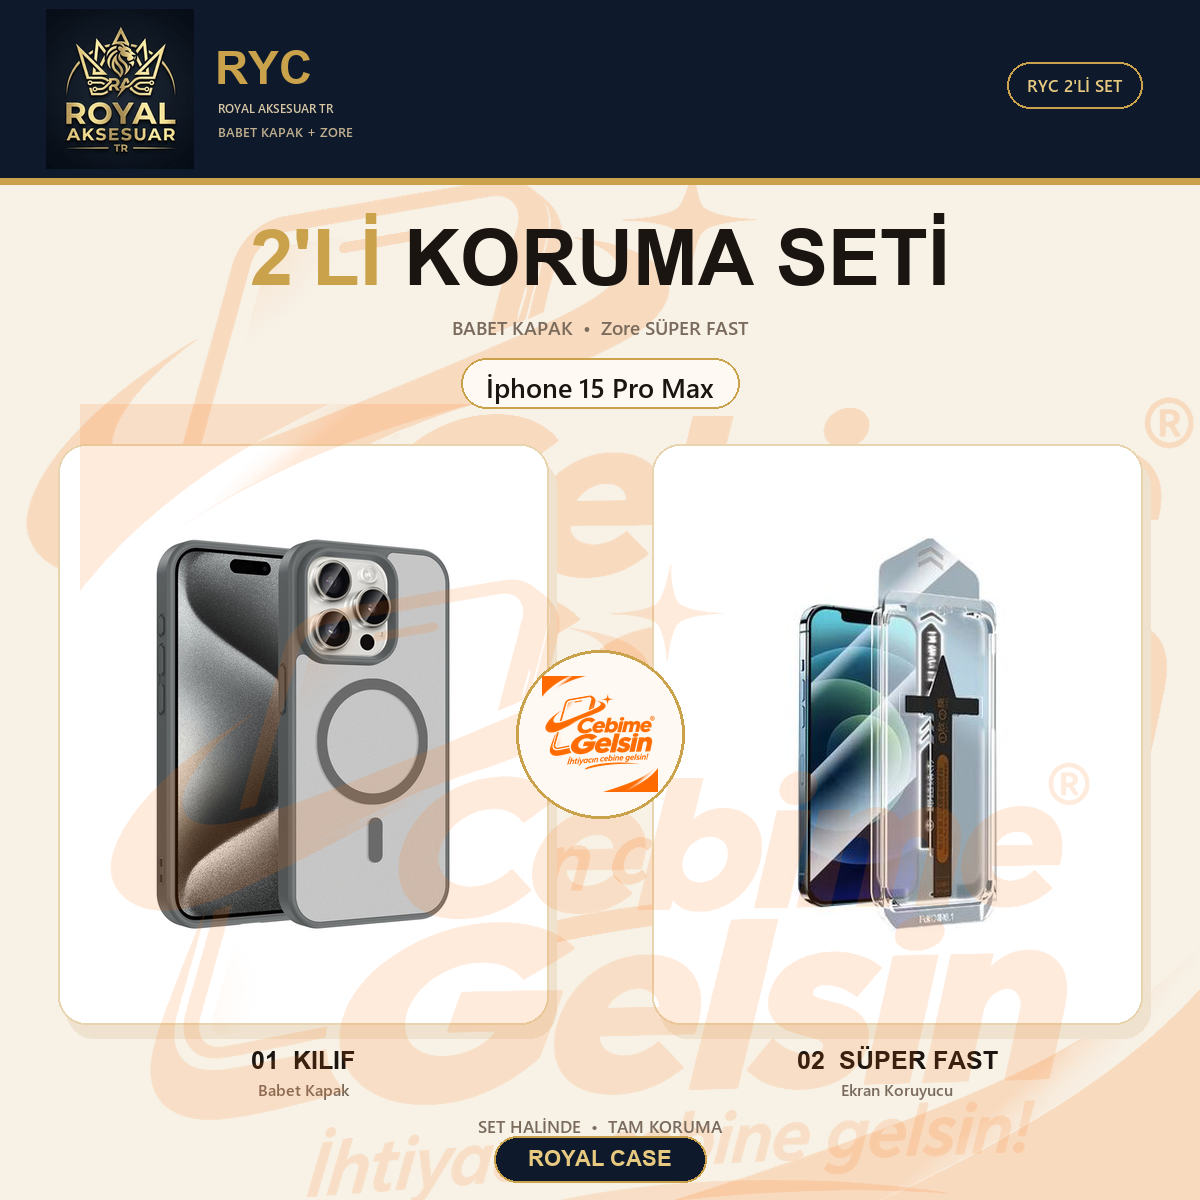 ROYAL
AKSESUAR
TR
RYC
ROYAL AKSESUAR TR
BABET KAPAK + ZORE
RYC 2'Lİ SET
2'Lİ KORUMA SETİ
BABET KAPAK • Zore SÜPER FAST
İphone 15 Pro Max
®
Cebime®
Gelsin
İhtiyacın cebine gelsin!
Cebime®
Gelsin
01 KILIF
Babet Kapak
02 SÜPER FAST
Ekran Koruyucu
SET HALİNDE • TAM KORUMA
ROYAL CASE